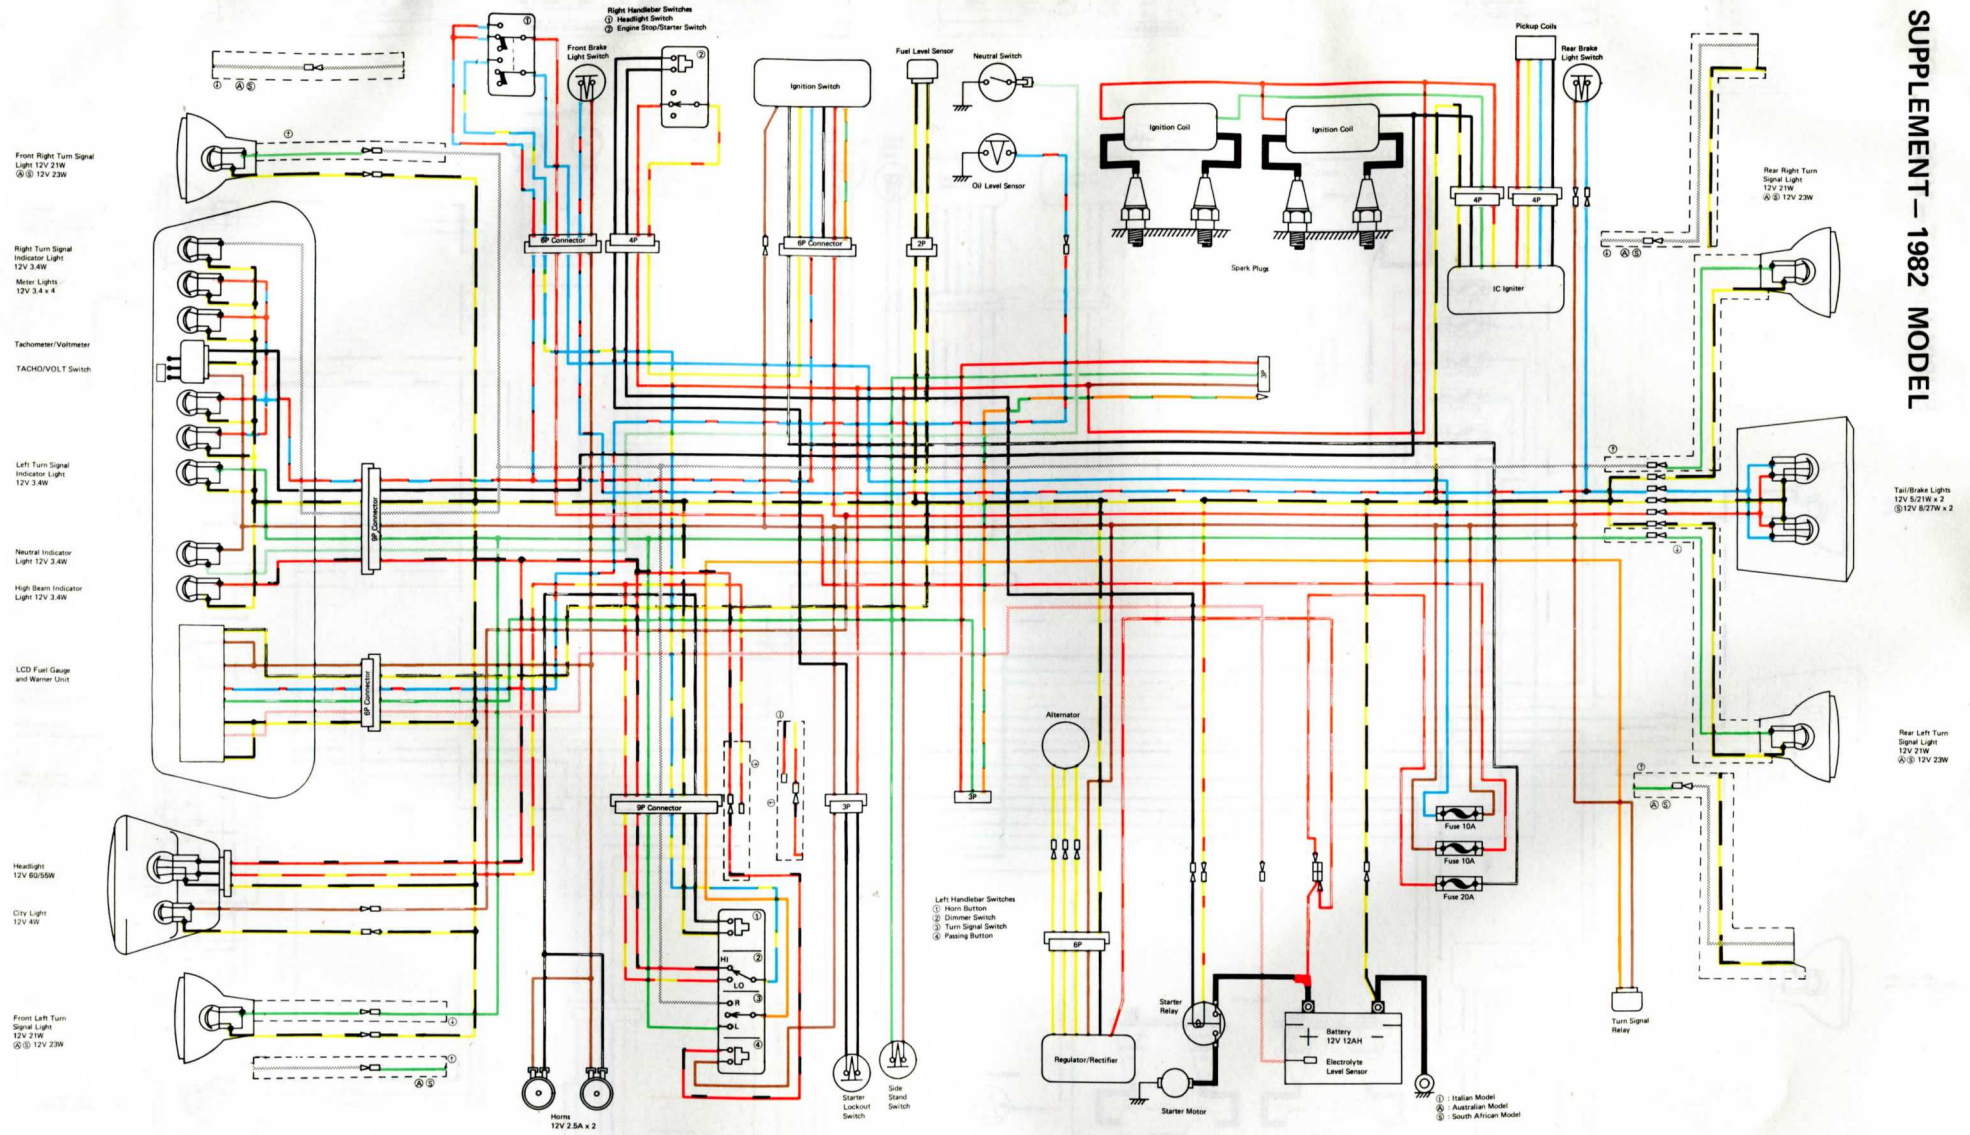 SUPPLEMENT—1982 MODEL
Right Handlebar Switches
① Headlight Switch
② Engine Stop/Starter Switch
①
②
Front Brake
Light Switch
Ignition Switch
Fuel Level Sensor
Neutral Switch
Oil Level Sensor
Ignition Coil
Ignition Coil
Spark Plugs
Pickup Coils
Rear Brake
Light Switch
4P
4P
IC Igniter
6P Connector
4P
6P Connector
2P
3P
Ⓐ Ⓢ
Front Right Turn Signal
Light 12V 21W
Ⓐ Ⓢ 12V 23W
Right Turn Signal
Indicator Light
12V 3.4W
Meter Lights
12V 3.4 x 4
Tachometer/Voltmeter
TACHO/VOLT Switch
Left Turn Signal
Indicator Light
12V 3.4W
Neutral Indicator
Light 12V 3.4W
High Beam Indicator
Light 12V 3.4W
LCD Fuel Gauge
and Warner Unit
9P Connector
6P Connector
Headlight
12V 60/55W
City Light
12V 4W
Front Left Turn
Signal Light
12V 21W
Ⓐ Ⓢ 12V 23W
Ⓐ Ⓢ
Horns
12V 2.5A x 2
9P Connector
①
②
HI
LO
③
R
L
④
3P
Starter
Lockout
Switch
Side
Stand
Switch
3P
Left Handlebar Switches
① Horn Button
② Dimmer Switch
③ Turn Signal Switch
④ Passing Button
Alternator
6P
Regulator/Rectifier
Starter
Relay
Starter Motor
Battery
12V 12AH
Electrolyte
Level Sensor
Fuse 10A
Fuse 10A
Fuse 20A
Turn Signal
Relay
Ⓘ : Italian Model
Ⓐ : Australian Model
Ⓢ : South African Model
Rear Right Turn
Signal Light
12V 21W
Ⓐ Ⓢ 12V 23W
Ⓐ Ⓢ
Tail/Brake Lights
12V 5/21W x 2
Ⓢ 12V 8/27W x 2
Rear Left Turn
Signal Light
12V 21W
Ⓐ Ⓢ 12V 23W
Ⓐ Ⓢ